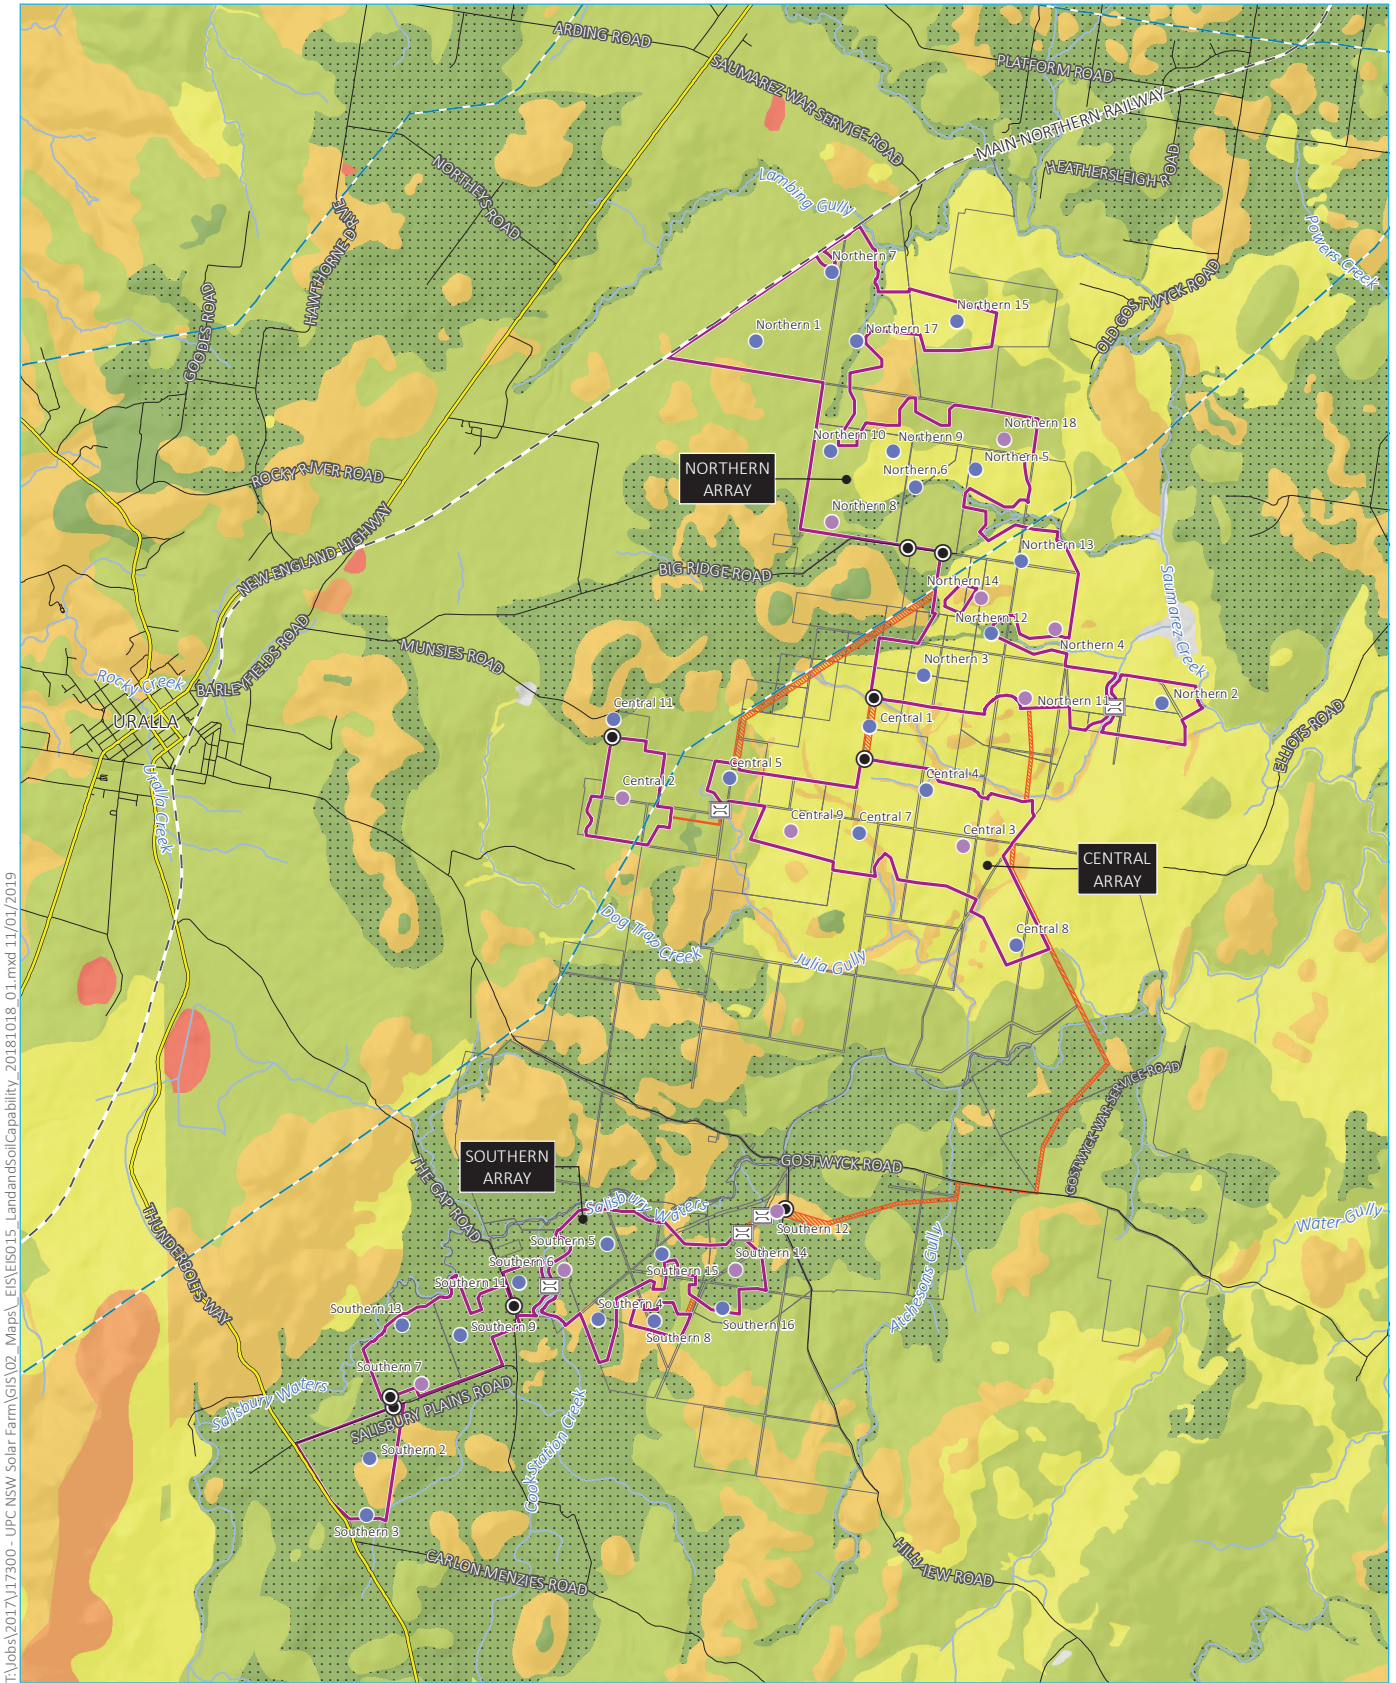 ARDING ROAD
SAUMAREZ WAR SERVICE ROAD
PLATFORM ROAD
MAIN NORTHERN RAILWAY
HEATHERSLEIGH ROAD
NORTHEYS ROAD
Lambing Gully
HAWTHORNE DRIVE
GOODES ROAD
Powers Creek
OLD GOSTWYCK ROAD
Northern 7
Northern 15
Northern 1
Northern 17
Northern 18
Northern 10
Northern 9
Northern 5
Northern 6
NORTHERN
ARRAY
Northern 8
ROCKY RIVER ROAD
NEW ENGLAND HIGHWAY
Northern 13
BIG RIDGE ROAD
Northern 14
Northern 12
Northern 4
Saumarez Creek
BARLEYFIELDS ROAD
MUNSIES ROAD
Northern 3
Northern 11
Northern 2
Rocky Creek
URALLA
Central 11
Central 1
ELLIOTS ROAD
Uralla Creek
Central 5
Central 2
Central 4
Central 9
Central 7
Central 3
CENTRAL
ARRAY
Dog Trap Creek
Julia Gully
Central 8
T:\Jobs\2017\J17300 - UPC NSW Solar Farm\GIS\02_Maps\_EIS\EIS015_LandandSoilCapability_20181018_01.mxd 11/01/2019
GOSTWYCK WAR SERVICE ROAD
SOUTHERN
ARRAY
GOSTWYCK ROAD
THE GAP ROAD
Salisbury Waters
Southern 12
Water Gully
THUNDERBOLTS WAY
Southern 5
Southern 14
Southern 6
Southern 15
Southern 11
Southern 13
Southern 4
Southern 9
Southern 8
Southern 16
Atchesons Gully
Southern 7
Salisbury Waters
SALISBURY PLAINS ROAD
Southern 2
Cook Station Creek
Southern 3
CARLON MENZIES ROAD
HILLVIEW ROAD